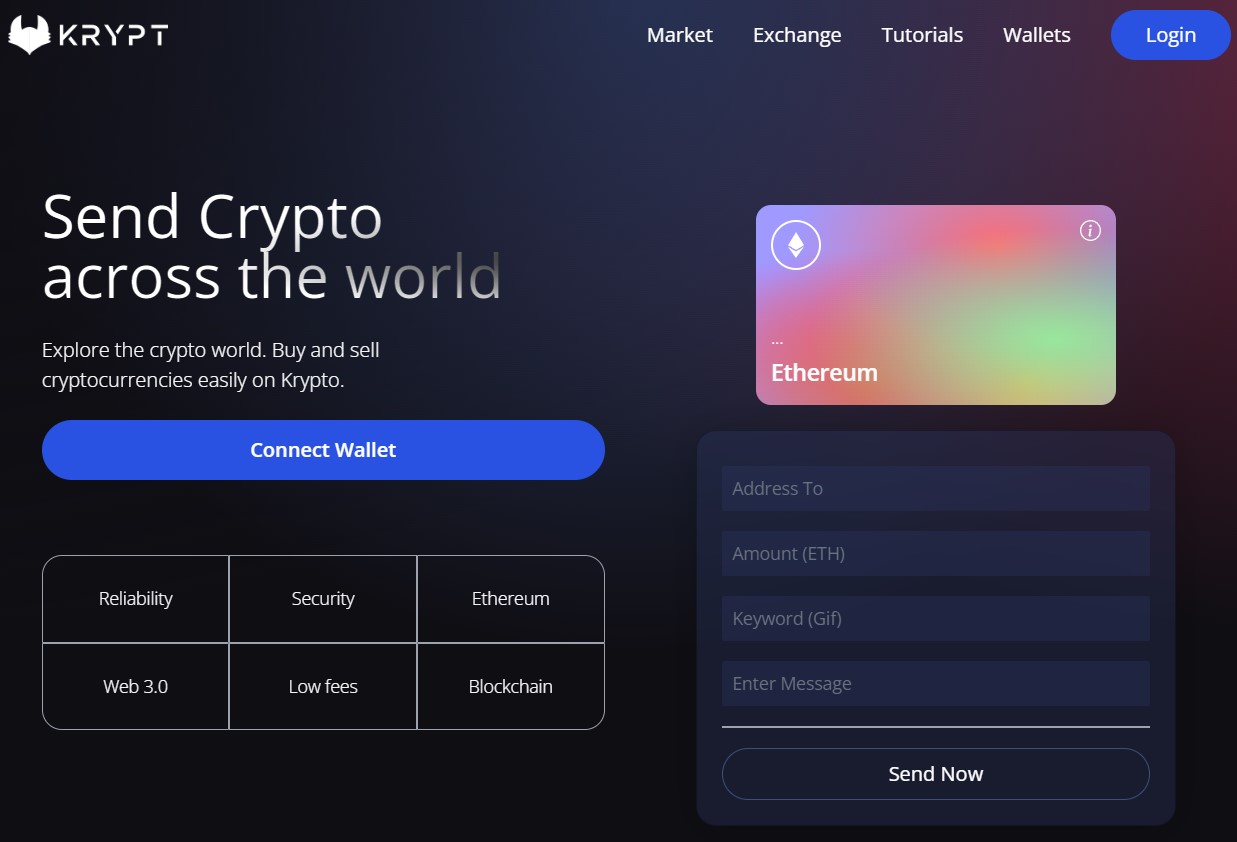 KRYPT
Market
Exchange
Tutorials
Wallets
Login
Send Crypto
across the world
Explore the crypto world. Buy and sell
cryptocurrencies easily on Krypto.
Connect Wallet
Reliability
Security
Ethereum
Web 3.0
Low fees
Blockchain
i
...
Ethereum
Address To
Amount (ETH)
Keyword (Gif)
Enter Message
Send Now